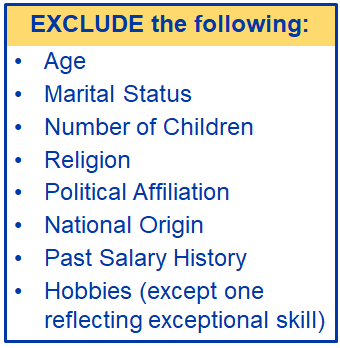 EXCLUDE the following:
• Age
• Marital Status
• Number of Children
• Religion
• Political Affiliation
• National Origin
• Past Salary History
• Hobbies (except one
reflecting exceptional skill)